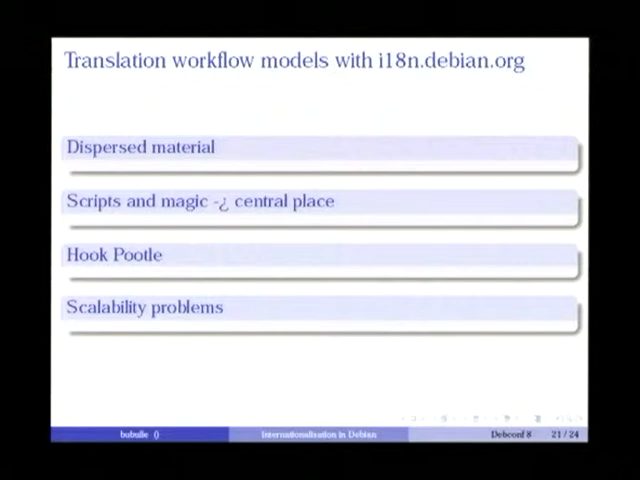 Translation workflow models with i18n.debian.org
Dispersed material
Scripts and magic -¿ central place
Hook Pootle
Scalability problems
bubulle ()
Internationalisation in Debian
Debconf 8
21 / 24